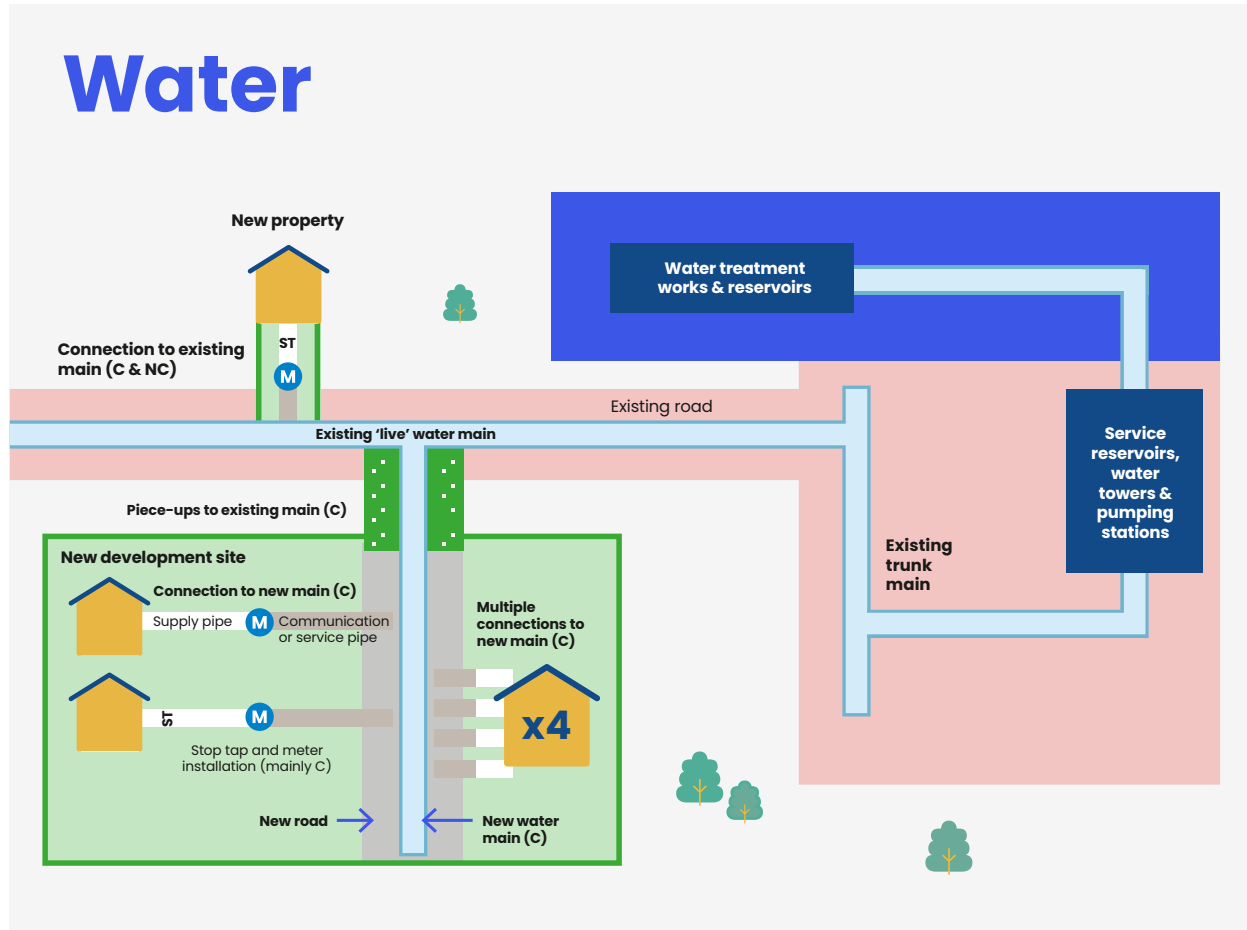 Water
New property
Water treatment
works & reservoirs
ST
Connection to existing
main (C & NC)
M
Existing road
Existing ‘live’ water main
Service
reservoirs,
water
towers &
pumping
stations
Piece-ups to existing main (C)
Existing
trunk
main
New development site
Connection to new main (C)
Supply pipe
M
Communication
or service pipe
Multiple
connections to
new main (C)
ST
M
x4
Stop tap and meter
installation (mainly C)
New road
New water
main (C)